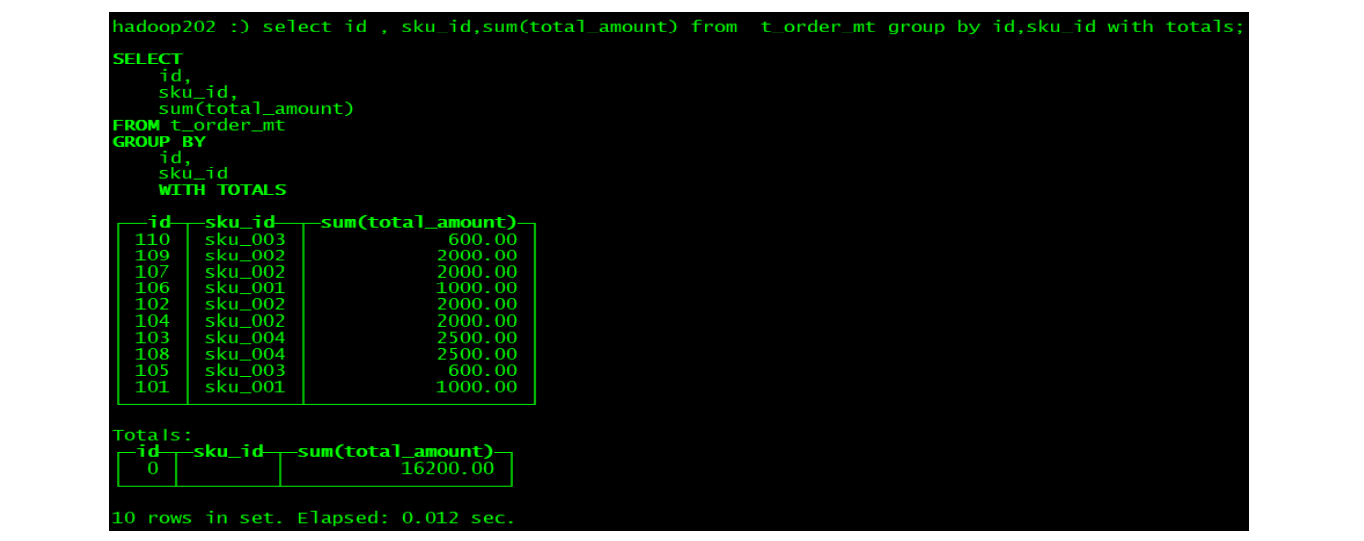 hadoop202 :) select id , sku_id,sum(total_amount) from  t_order_mt group by id,sku_id with totals;
SELECT
id,
sku_id,
sum(total_amount)
FROM t_order_mt
GROUP BY
id,
sku_id
WITH TOTALS
id sku_id sum(total_amount)
110 sku_003 600.00
109 sku_002 2000.00
107 sku_002 2000.00
106 sku_001 1000.00
102 sku_002 2000.00
104 sku_002 2000.00
103 sku_004 2500.00
108 sku_004 2500.00
105 sku_003 600.00
101 sku_001 1000.00
Totals:
id sku_id sum(total_amount)
0 16200.00
10 rows in set. Elapsed: 0.012 sec.